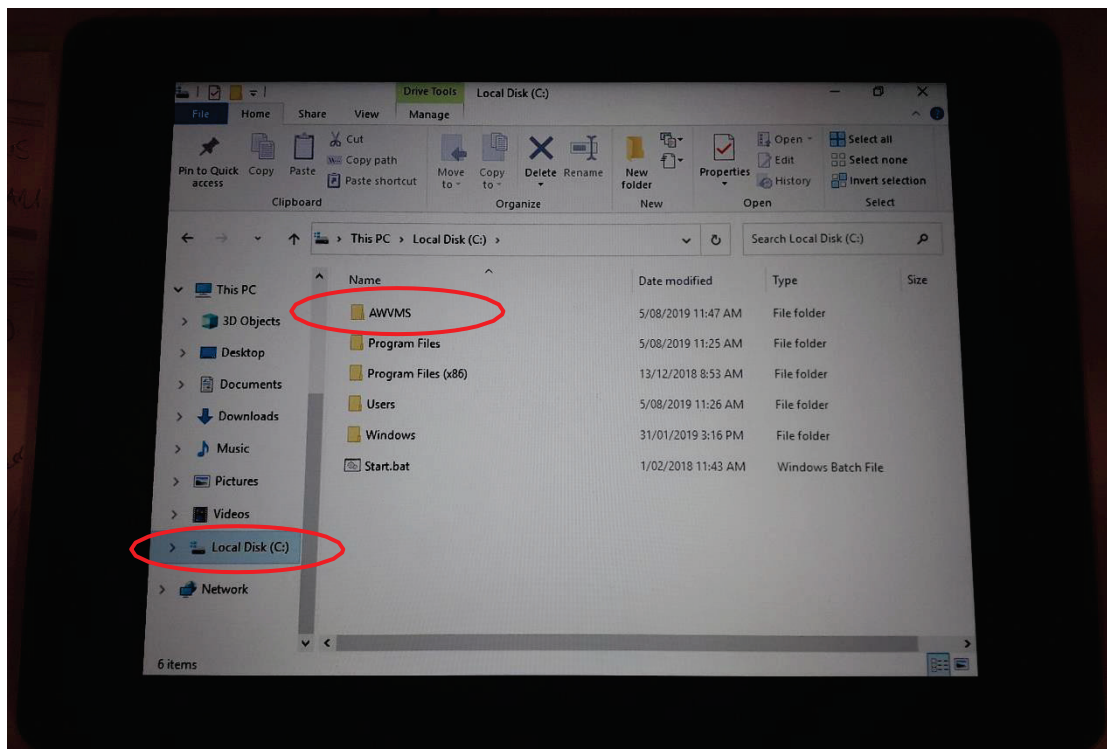 Drive Tools Local Disk (C:)
File Home Share View Manage
Pin to Quick access
Copy
Paste
Cut
Copy path
Paste shortcut
Clipboard
Move to
Copy to
Delete
Rename
Organize
New folder
New
Properties
Open
Edit
History
Open
Select all
Select none
Invert selection
Select
This PC > Local Disk (C:) >
Search Local Disk (C:)
This PC
3D Objects
Desktop
Documents
Downloads
Music
Pictures
Videos
Local Disk (C:)
Network
Name Date modified Type Size
AWVMS 5/08/2019 11:47 AM File folder
Program Files 5/08/2019 11:25 AM File folder
Program Files (x86) 13/12/2018 8:53 AM File folder
Users 5/08/2019 11:26 AM File folder
Windows 31/01/2019 3:16 PM File folder
Start.bat 1/02/2018 11:43 AM Windows Batch File
6 items